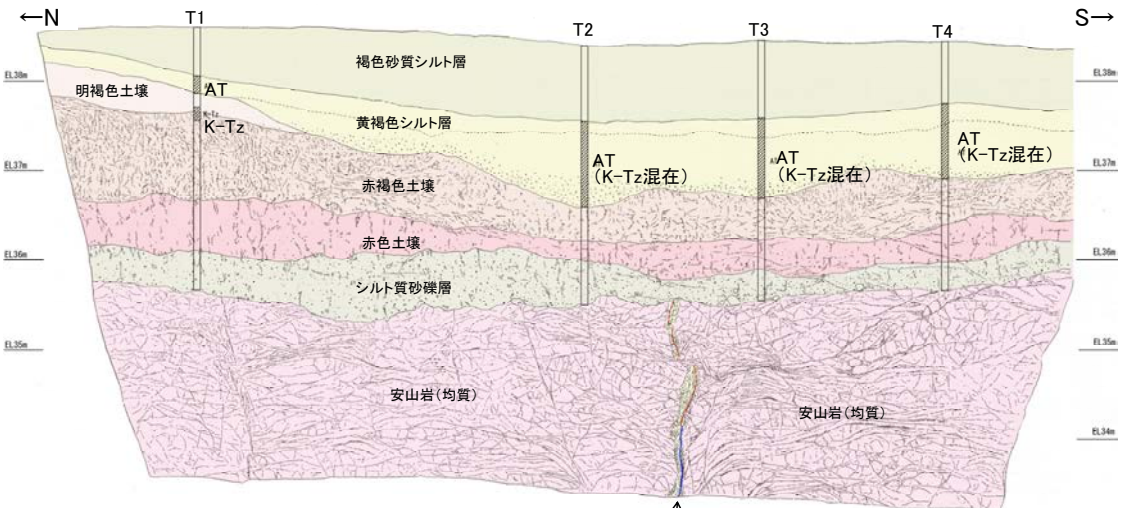 ←N
S→
T1
T2
T3
T4
褐色砂質シルト層
EL38m
EL38m
明褐色土壌
AT
K-Tz
K-Tz
黄褐色シルト層
AT
(K-Tz混在)
AT
(K-Tz混在)
AT
(K-Tz混在)
EL37m
EL37m
赤褐色土壌
赤色土壌
EL36m
EL36m
シルト質砂礫層
EL35m
EL35m
安山岩(均質)
安山岩(均質)
EL34m